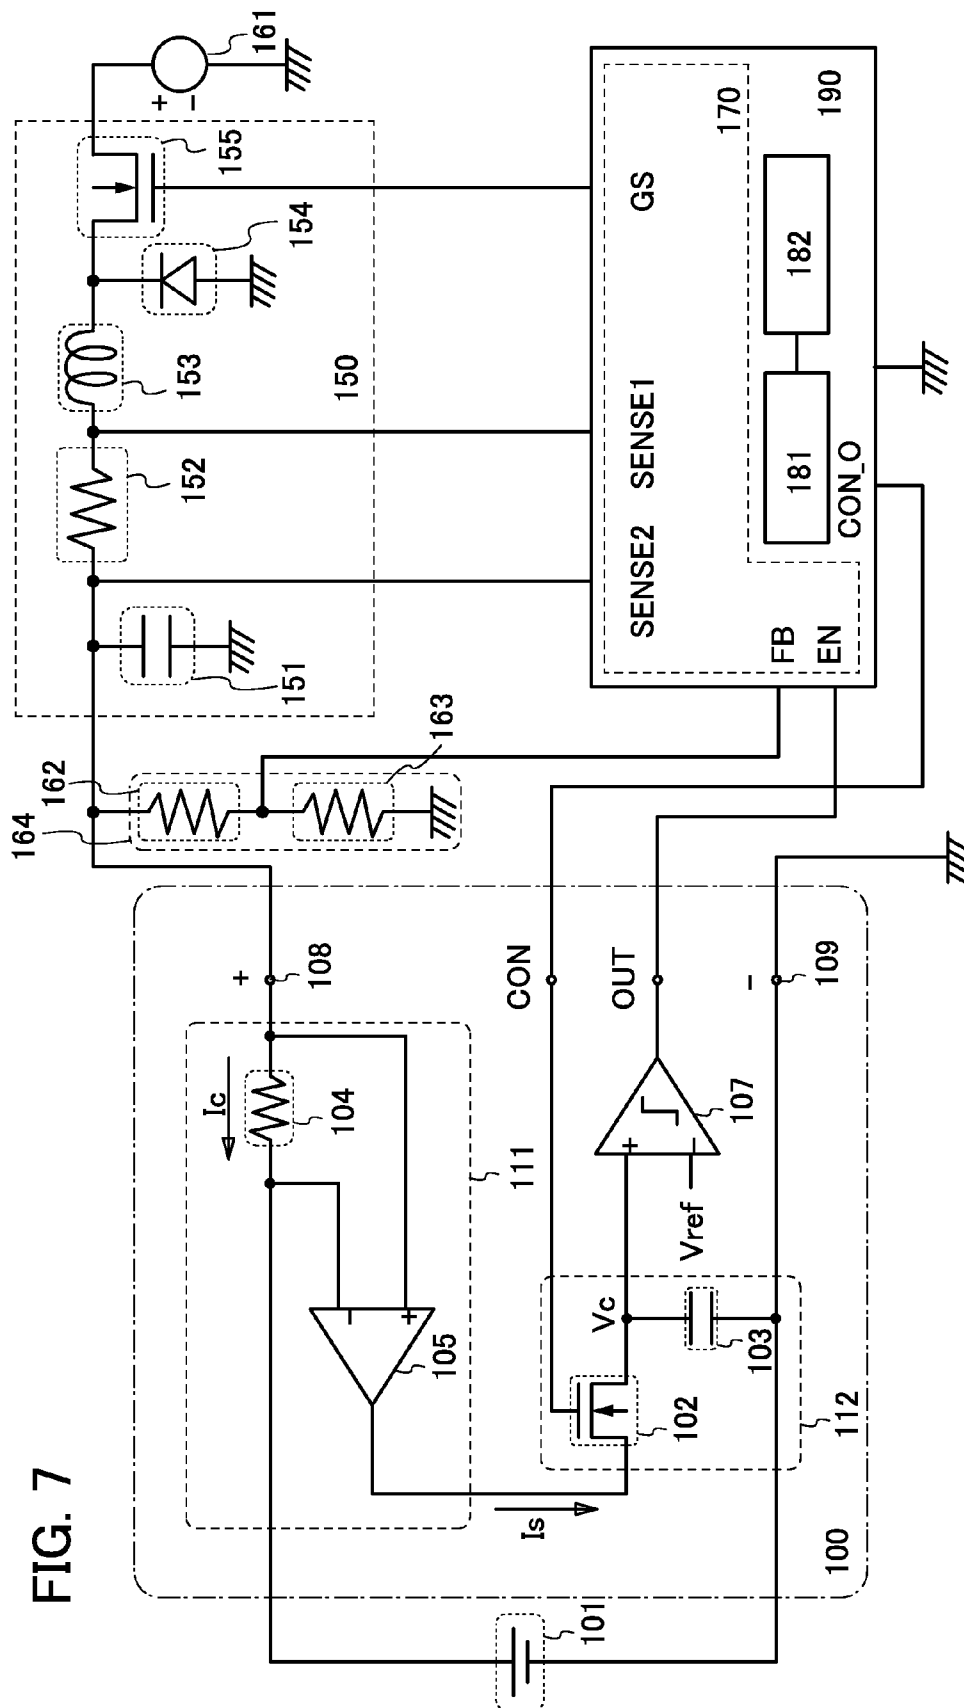 FIG. 7
161
+
−
155
154
153
150
152
151
170
190
GS
SENSE1
SENSE2
182
181
CON_O
FB
EN
163
162
164
+
108
CON
OUT
−
109
Ic
104
111
−
+
105
107
+
−
Vref
Vc
103
102
112
Is
100
101